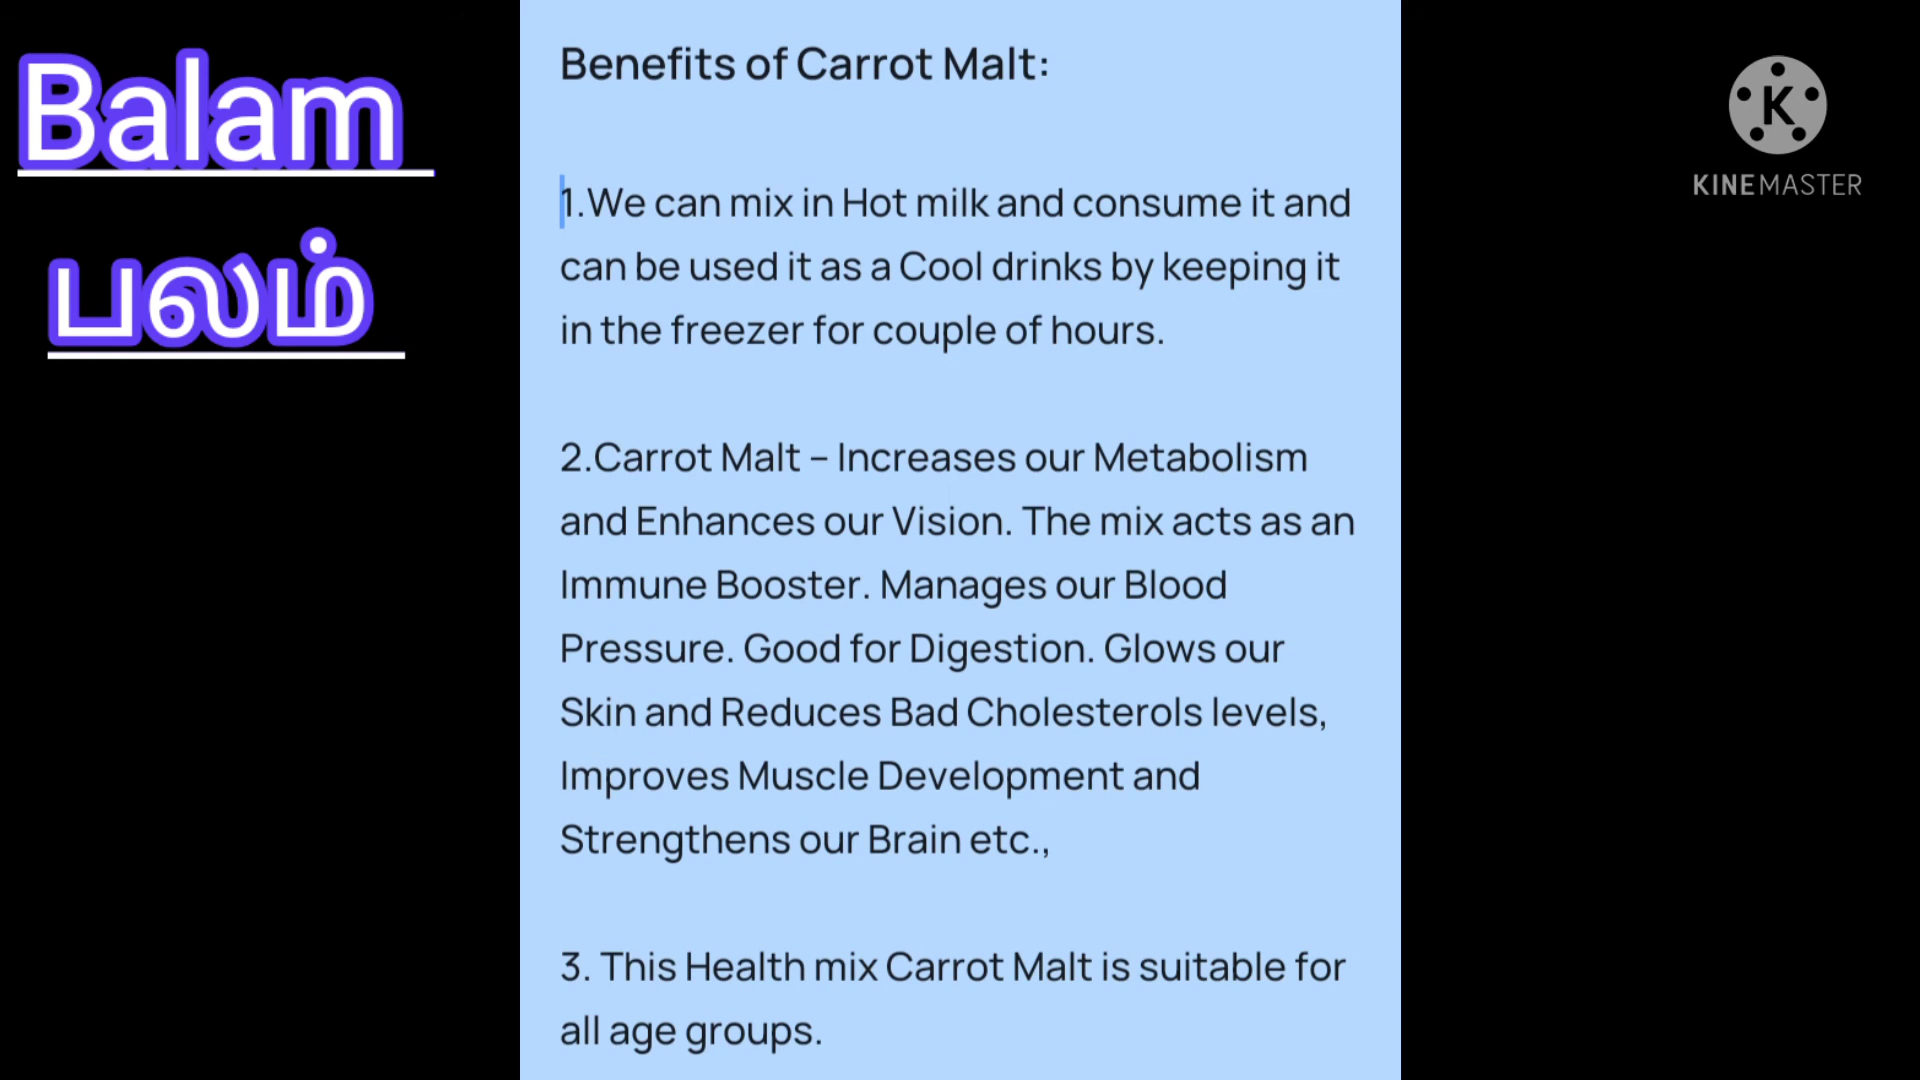 Balam
பலம்
Benefits of Carrot Malt:
1.We can mix in Hot milk and consume it and
can be used it as a Cool drinks by keeping it
in the freezer for couple of hours.
2.Carrot Malt – Increases our Metabolism
and Enhances our Vision. The mix acts as an
Immune Booster. Manages our Blood
Pressure. Good for Digestion. Glows our
Skin and Reduces Bad Cholesterols levels,
Improves Muscle Development and
Strengthens our Brain etc.,
3. This Health mix Carrot Malt is suitable for
all age groups.
K
KINEMASTER